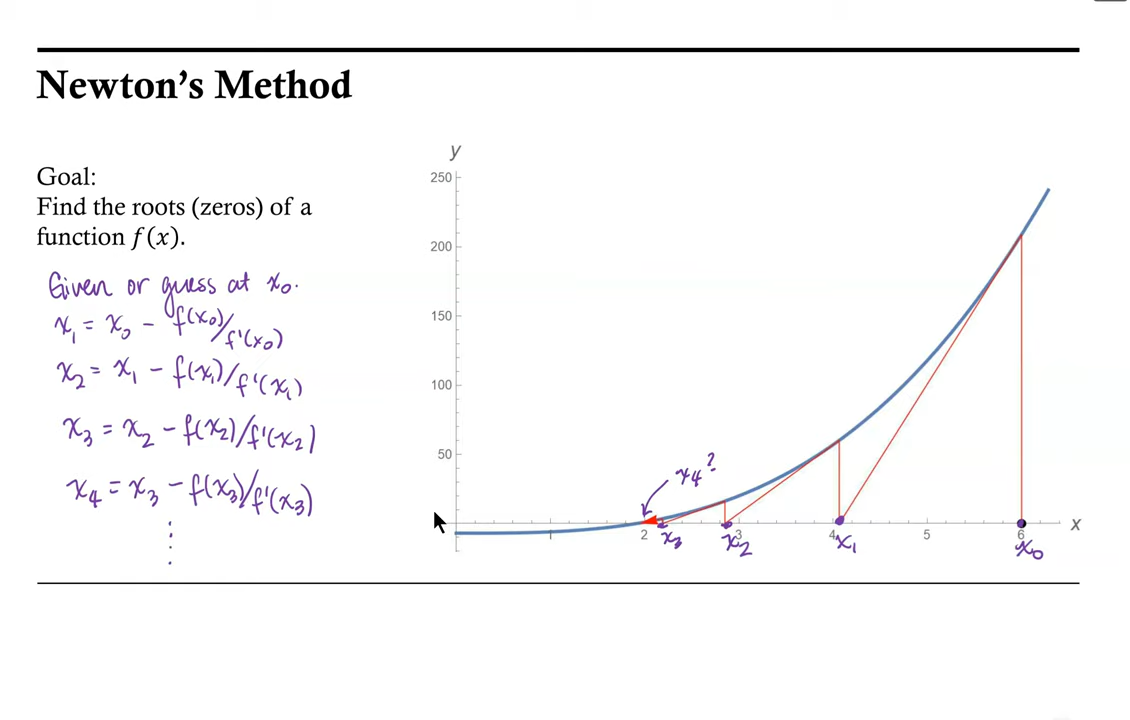 Newton's Method
Goal:
Find the roots (zeros) of a
function f(x).
Given or guess at x₀.
x₁ = x₀ − f(x₀)/f'(x₀)
x₂ = x₁ − f(x₁)/f'(x₁)
x₃ = x₂ − f(x₂)/f'(x₂)
x₄ = x₃ − f(x₃)/f'(x₃)
⋮
y
250
200
150
100
50
x₄?
1 2 3 4 5 6 x
x₃ x₂ x₁ x₀